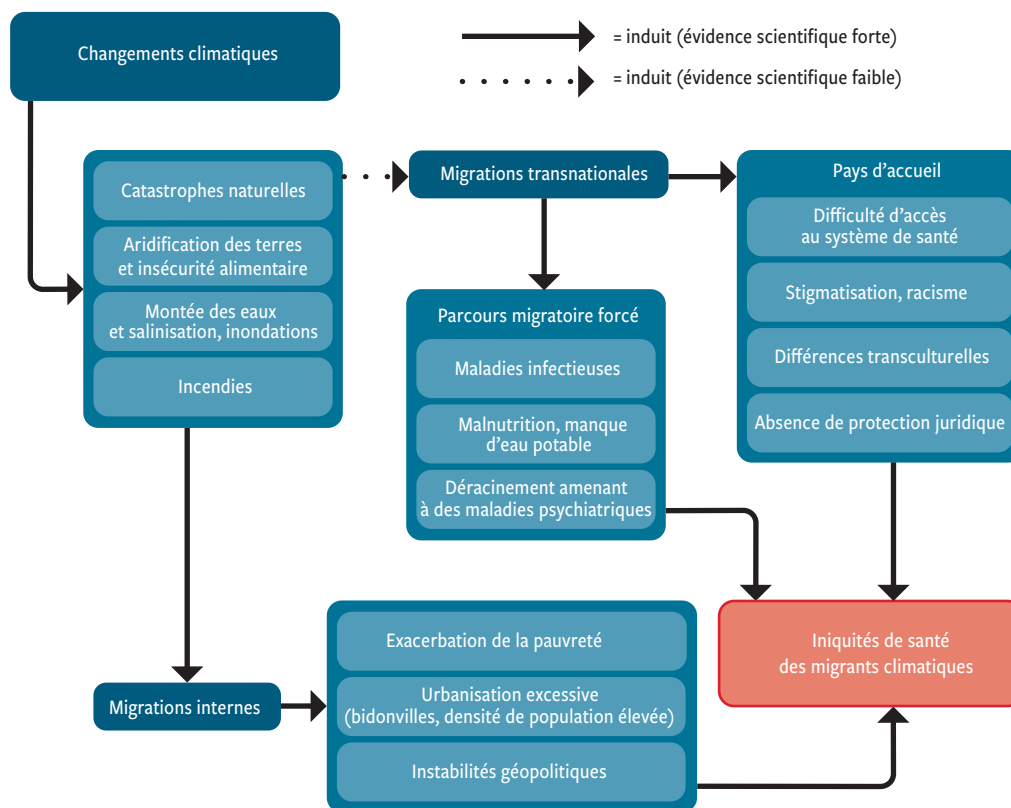 Changements climatiques
= induit (évidence scientifique forte)
= induit (évidence scientifique faible)
Catastrophes naturelles
Aridification des terres
et insécurité alimentaire
Montée des eaux
et salinisation, inondations
Incendies
Migrations transnationales
Pays d’accueil
Difficulté d’accès
au système de santé
Stigmatisation, racisme
Différences transculturelles
Absence de protection juridique
Parcours migratoire forcé
Maladies infectieuses
Malnutrition, manque
d’eau potable
Déracinement amenant
à des maladies psychiatriques
Migrations internes
Exacerbation de la pauvreté
Urbanisation excessive
(bidonvilles, densité de population élevée)
Instabilités géopolitiques
Iniquités de santé
des migrants climatiques